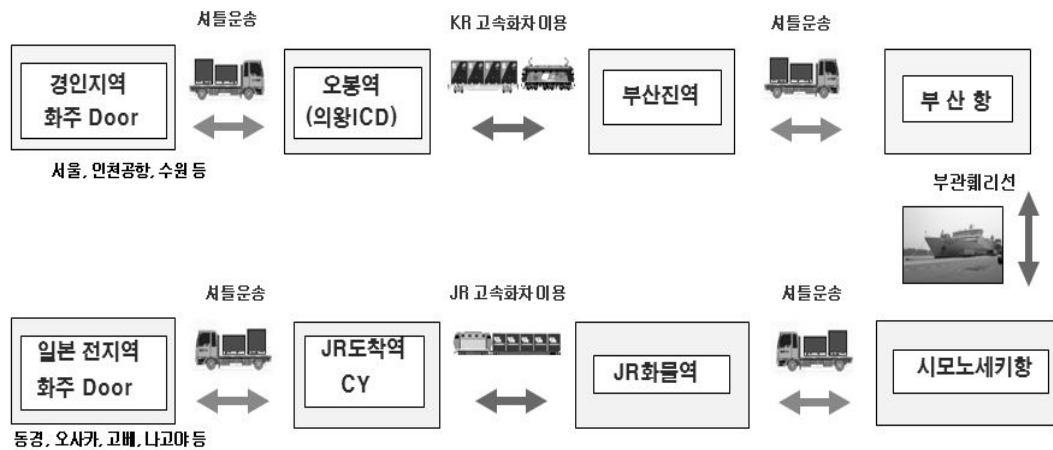 셔틀운송
KR 고속화차이용
셔틀운송
경인지역
화주 Door
오봉역
(의왕ICD)
부산진역
부 산 항
서울, 인천공항, 수원 등
부관훼리선
셔틀운송
JR 고속화차이용
셔틀운송
일본 전지역
화주 Door
JR도착역
CY
JR화물역
시모노세키항
동경, 오사카, 고베, 나고야 등